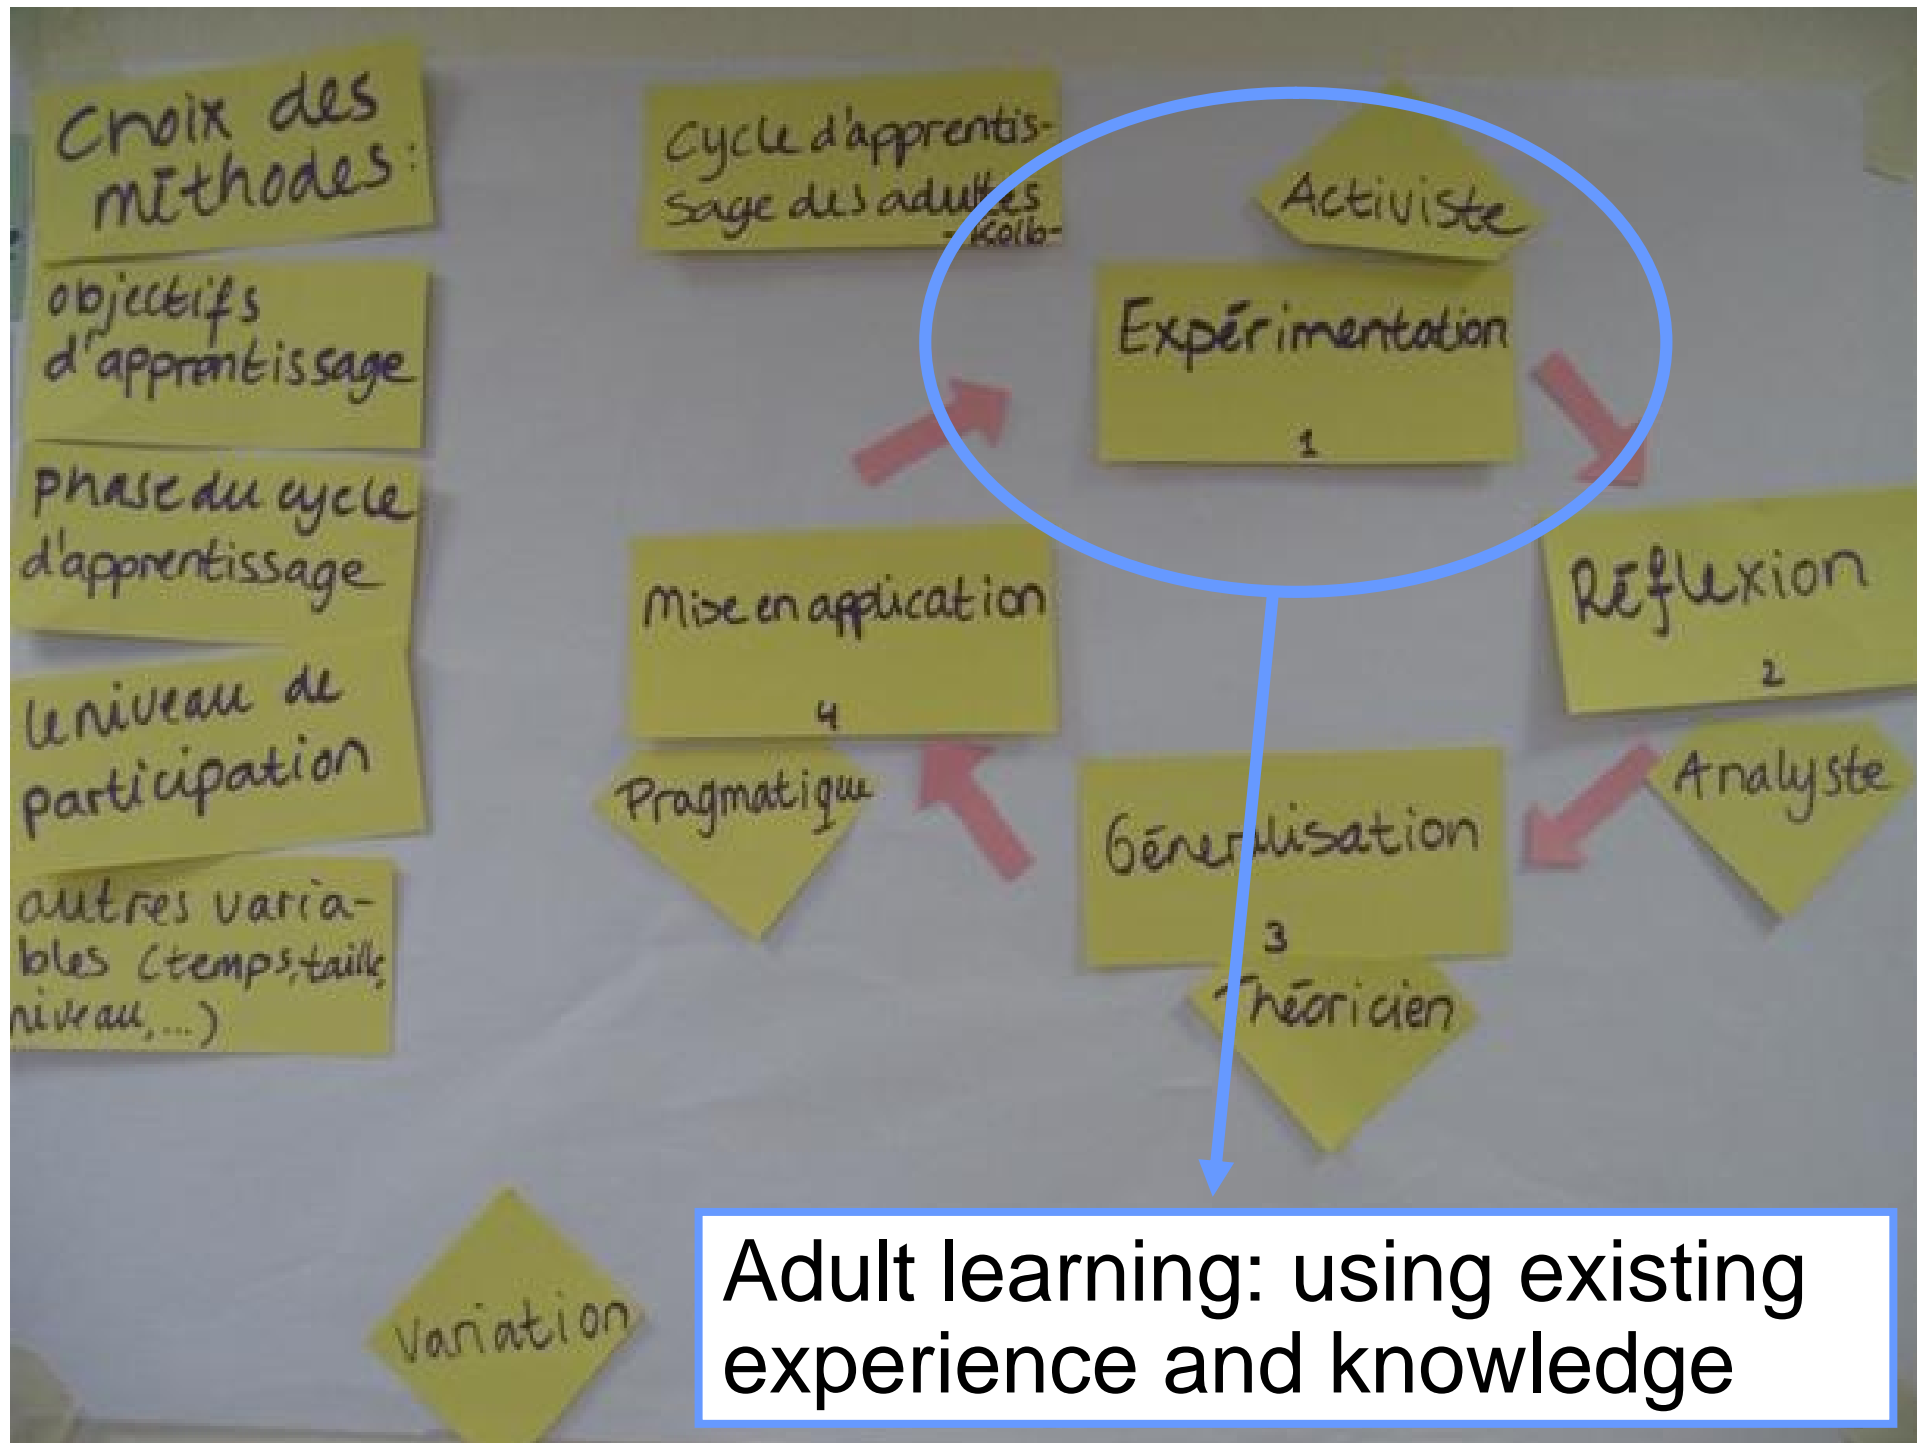 Choix des
méthodes:
objectifs
d'apprentissage
phase du cycle
d'apprentissage
le niveau de
participation
autres varia-
bles (temps, taille,
niveau,...)
Cycle d'apprentis-
sage des adultes
-Kolb-
Activiste
Expérimentation
1
Réflexion
2
Analyste
Généralisation
3
Théoricien
Mise en application
4
Pragmatique
Variation
Adult learning: using existing
experience and knowledge